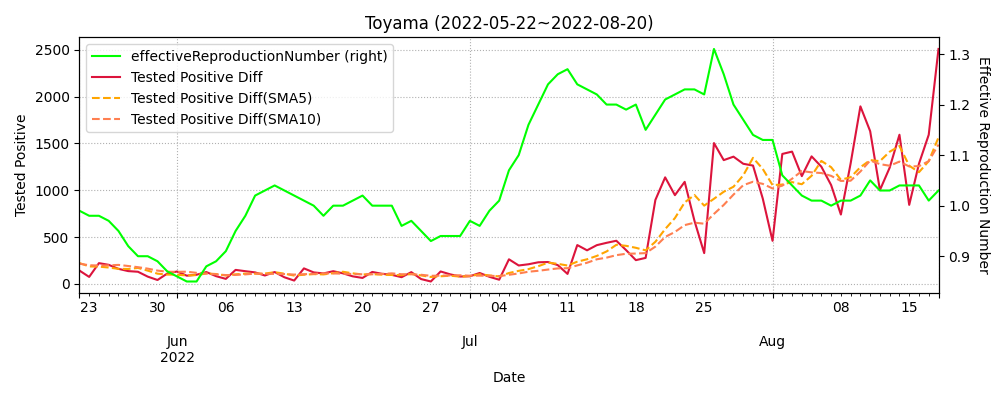 Toyama (2022-05-22~2022-08-20)
effectiveReproductionNumber (right)
Tested Positive Diff
Tested Positive Diff(SMA5)
Tested Positive Diff(SMA10)
Tested Positive
2500
2000
1500
1000
500
0
1.3
1.2
1.1
1.0
0.9
Effective Reproduction Number
23 30 06 13 20 27 04 11 18 25 08 15
Jun Jul Aug
2022
Date